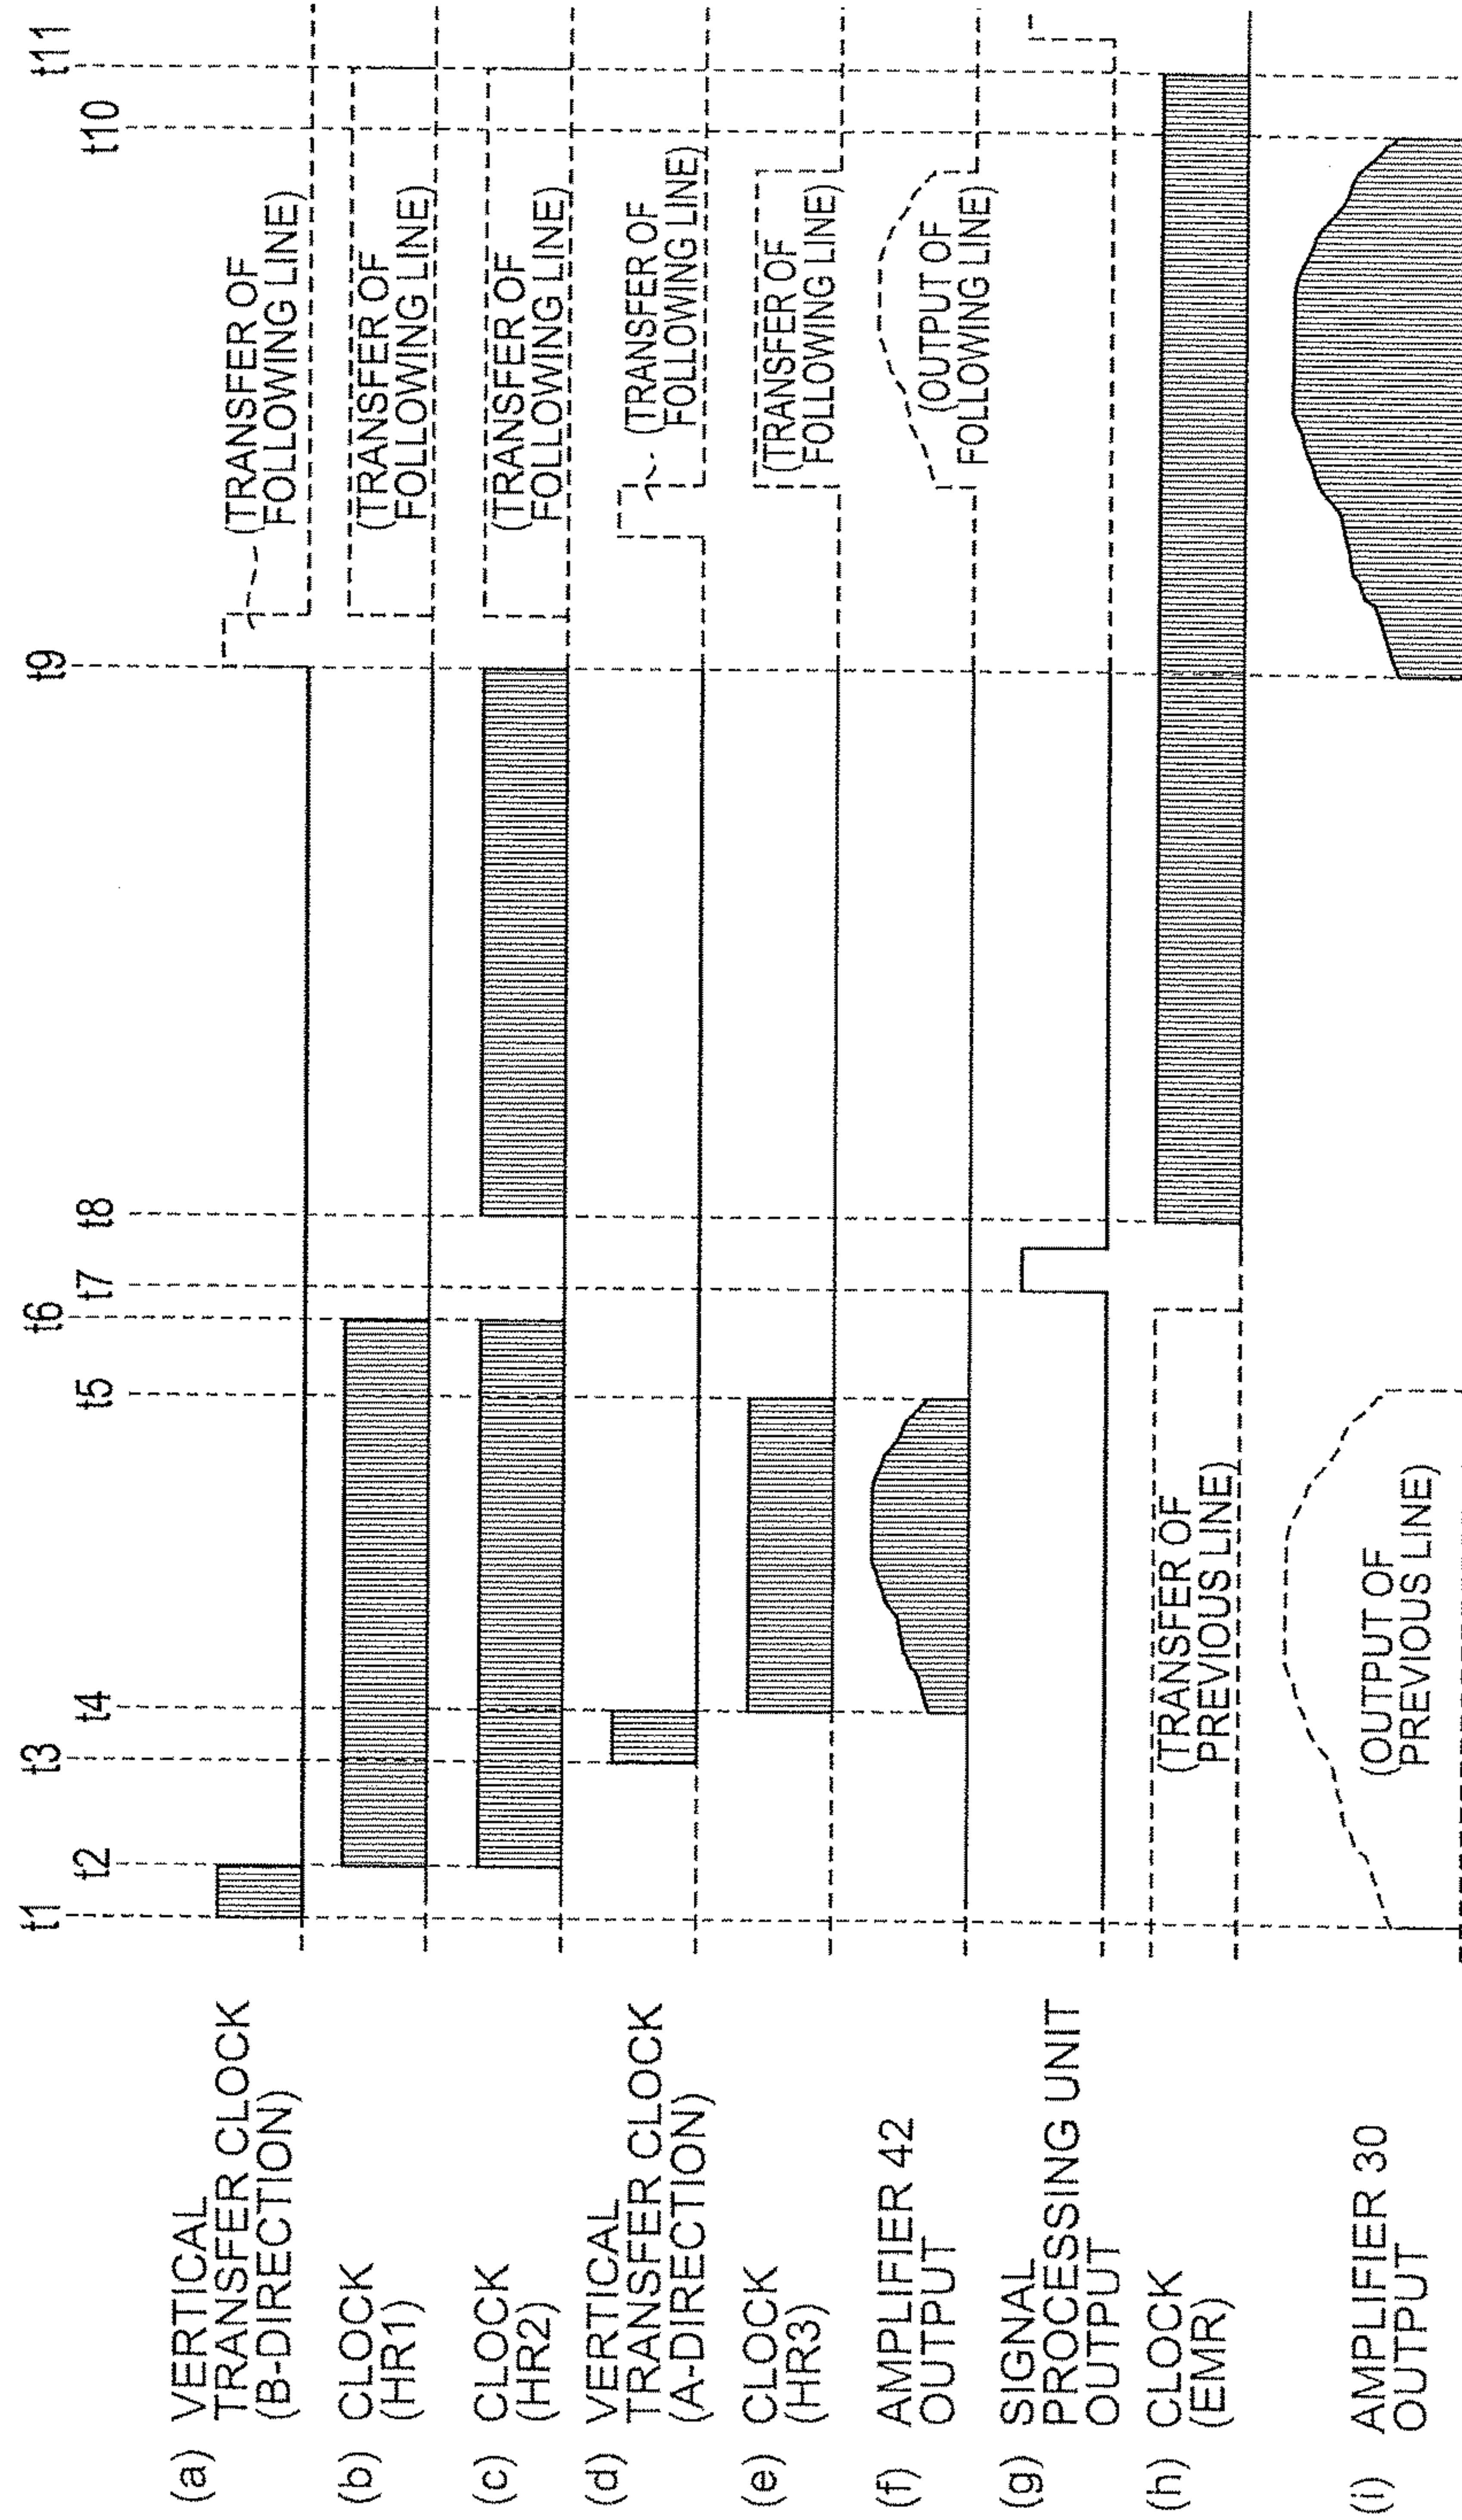 t1
t2
t3
t4
t5
t6
t7
t8
t9
t10
t11
(a) VERTICAL
TRANSFER CLOCK
(B-DIRECTION)
(TRANSFER OF
FOLLOWING LINE)
(b) CLOCK
(HR1)
(TRANSFER OF
FOLLOWING LINE)
(c) CLOCK
(HR2)
(TRANSFER OF
FOLLOWING LINE)
(d) VERTICAL
TRANSFER CLOCK
(A-DIRECTION)
(TRANSFER OF
FOLLOWING LINE)
(e) CLOCK
(HR3)
(TRANSFER OF
FOLLOWING LINE)
(f) AMPLIFIER 42
OUTPUT
(OUTPUT OF
FOLLOWING LINE)
(g) SIGNAL
PROCESSING UNIT
OUTPUT
(h) CLOCK
(EMR)
(TRANSFER OF
PREVIOUS LINE)
(i) AMPLIFIER 30
OUTPUT
(OUTPUT OF
PREVIOUS LINE)